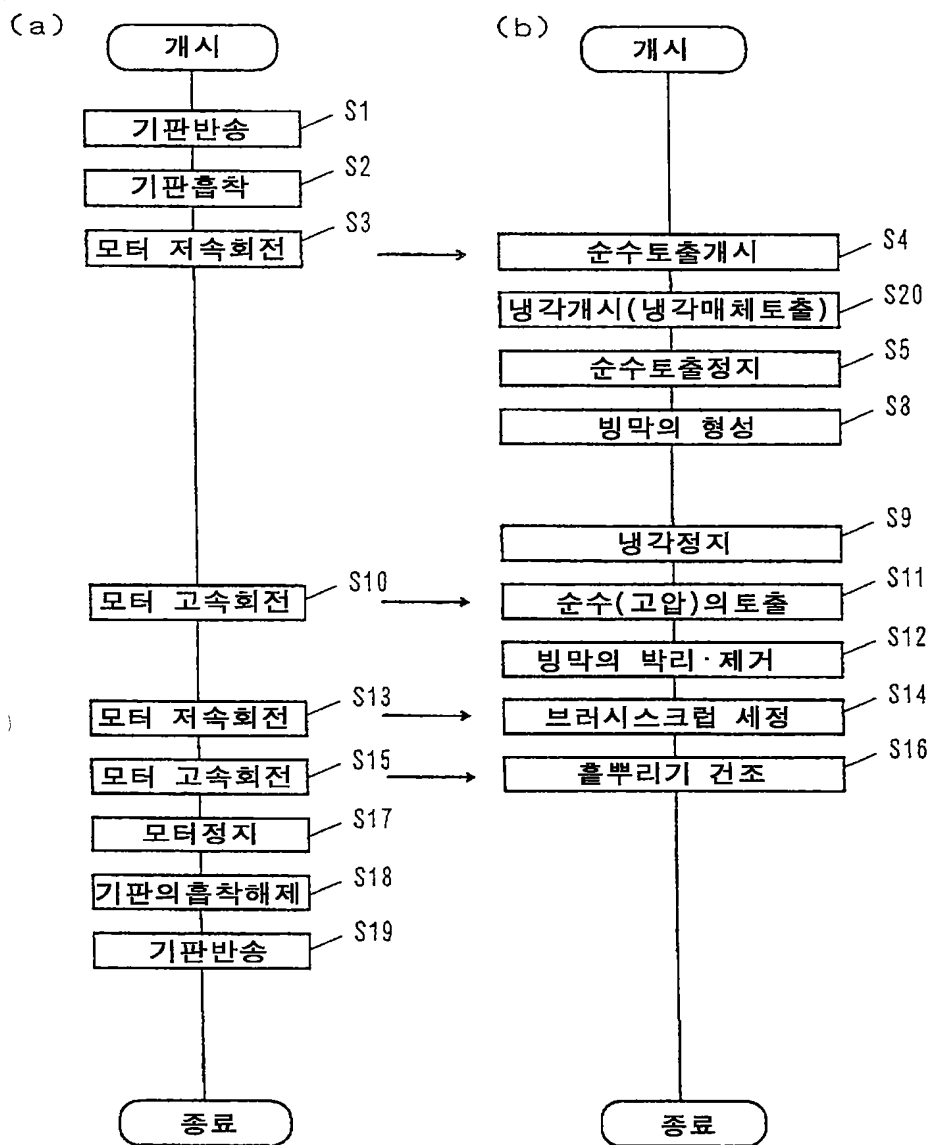 (a)
개시
기판반송
S1
기판흡착
S2
모터 저속회전
S3
모터 고속회전
S10
모터 저속회전
S13
모터 고속회전
S15
모터정지
S17
기판의흡착해제
S18
기판반송
S19
종료
(b)
개시
순수토출개시
S4
냉각개시(냉각매체토출)
S20
순수토출정지
S5
빙막의 형성
S8
냉각정지
S9
순수(고압)의토출
S11
빙막의 박리·제거
S12
브러시스크럽 세정
S14
흩뿌리기 건조
S16
종료